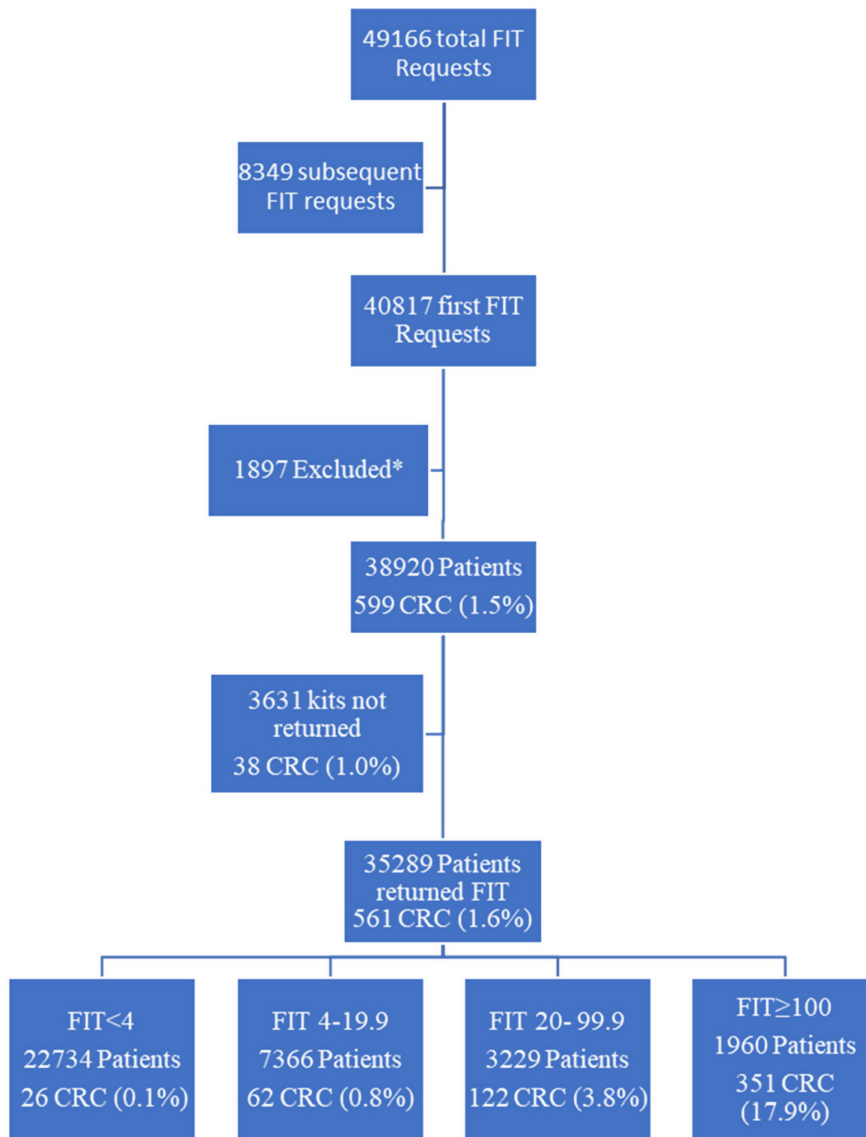 49166 total FIT
Requests
8349 subsequent
FIT requests
40817 first FIT
Requests
1897 Excluded*
38920 Patients
599 CRC (1.5%)
3631 kits not
returned
38 CRC (1.0%)
35289 Patients
returned FIT
561 CRC (1.6%)
FIT<4
22734 Patients
26 CRC (0.1%)
FIT 4-19.9
7366 Patients
62 CRC (0.8%)
FIT 20- 99.9
3229 Patients
122 CRC (3.8%)
FIT≥100
1960 Patients
351 CRC
(17.9%)